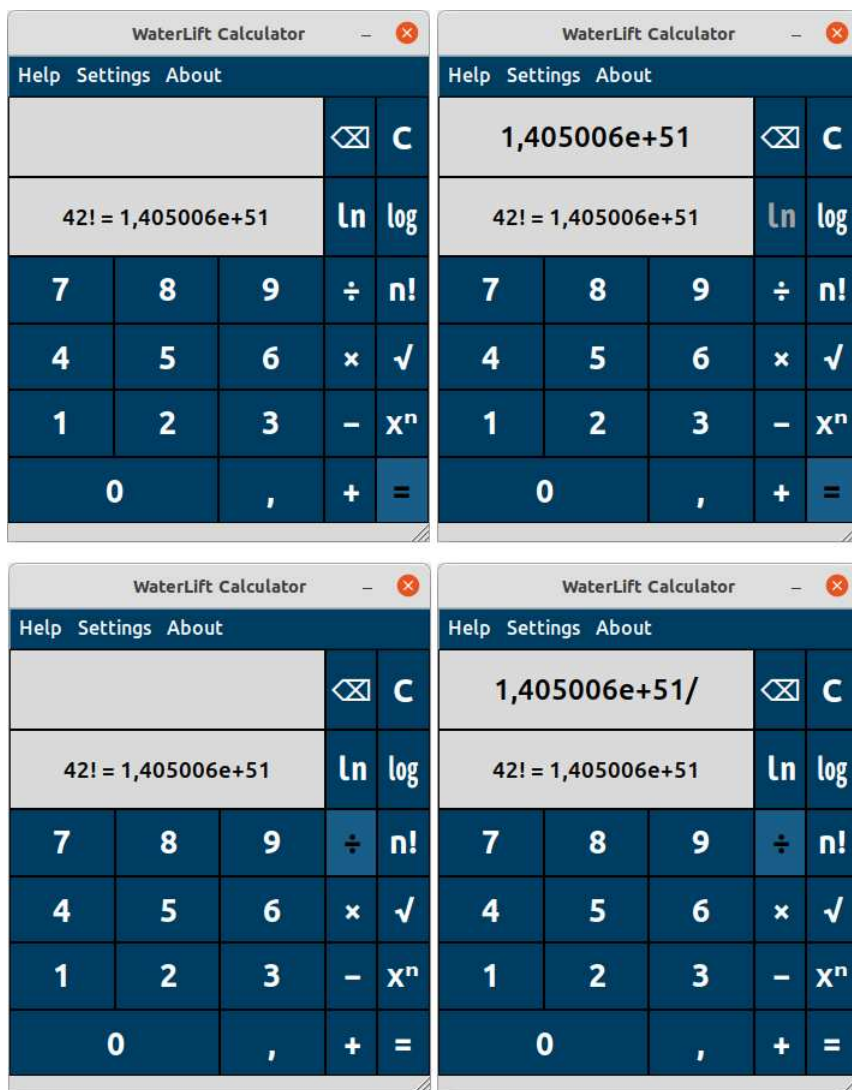 WaterLift Calculator – ×
Help Settings About
⌫ C
42! = 1,405006e+51 ln log
7 8 9 ÷ n!
4 5 6 × √
1 2 3 − xⁿ
0 , + =
WaterLift Calculator – ×
Help Settings About
1,405006e+51 ⌫ C
42! = 1,405006e+51 ln log
7 8 9 ÷ n!
4 5 6 × √
1 2 3 − xⁿ
0 , + =
WaterLift Calculator – ×
Help Settings About
⌫ C
42! = 1,405006e+51 ln log
7 8 9 ÷ n!
4 5 6 × √
1 2 3 − xⁿ
0 , + =
WaterLift Calculator – ×
Help Settings About
1,405006e+51/ ⌫ C
42! = 1,405006e+51 ln log
7 8 9 ÷ n!
4 5 6 × √
1 2 3 − xⁿ
0 , + =